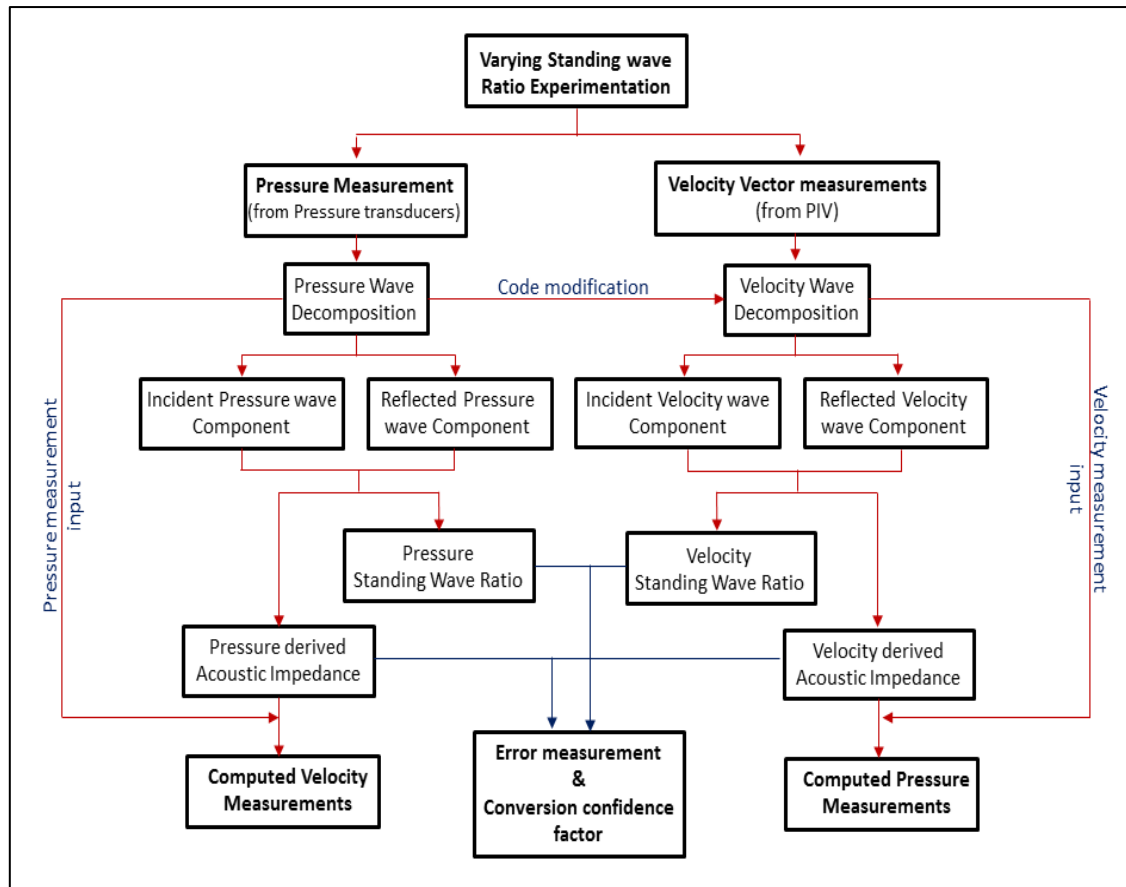 Varying Standing wave
Ratio Experimentation
Pressure Measurement
(from Pressure transducers)
Velocity Vector measurements
(from PIV)
Pressure Wave
Decomposition
Code modification
Velocity Wave
Decomposition
Incident Pressure wave
Component
Reflected Pressure
wave Component
Incident Velocity wave
Component
Reflected Velocity
wave Component
Pressure measurement
input
Velocity measurement
input
Pressure
Standing Wave Ratio
Velocity
Standing Wave Ratio
Pressure derived
Acoustic Impedance
Velocity derived
Acoustic Impedance
Computed Velocity
Measurements
Error measurement
&
Conversion confidence
factor
Computed Pressure
Measurements